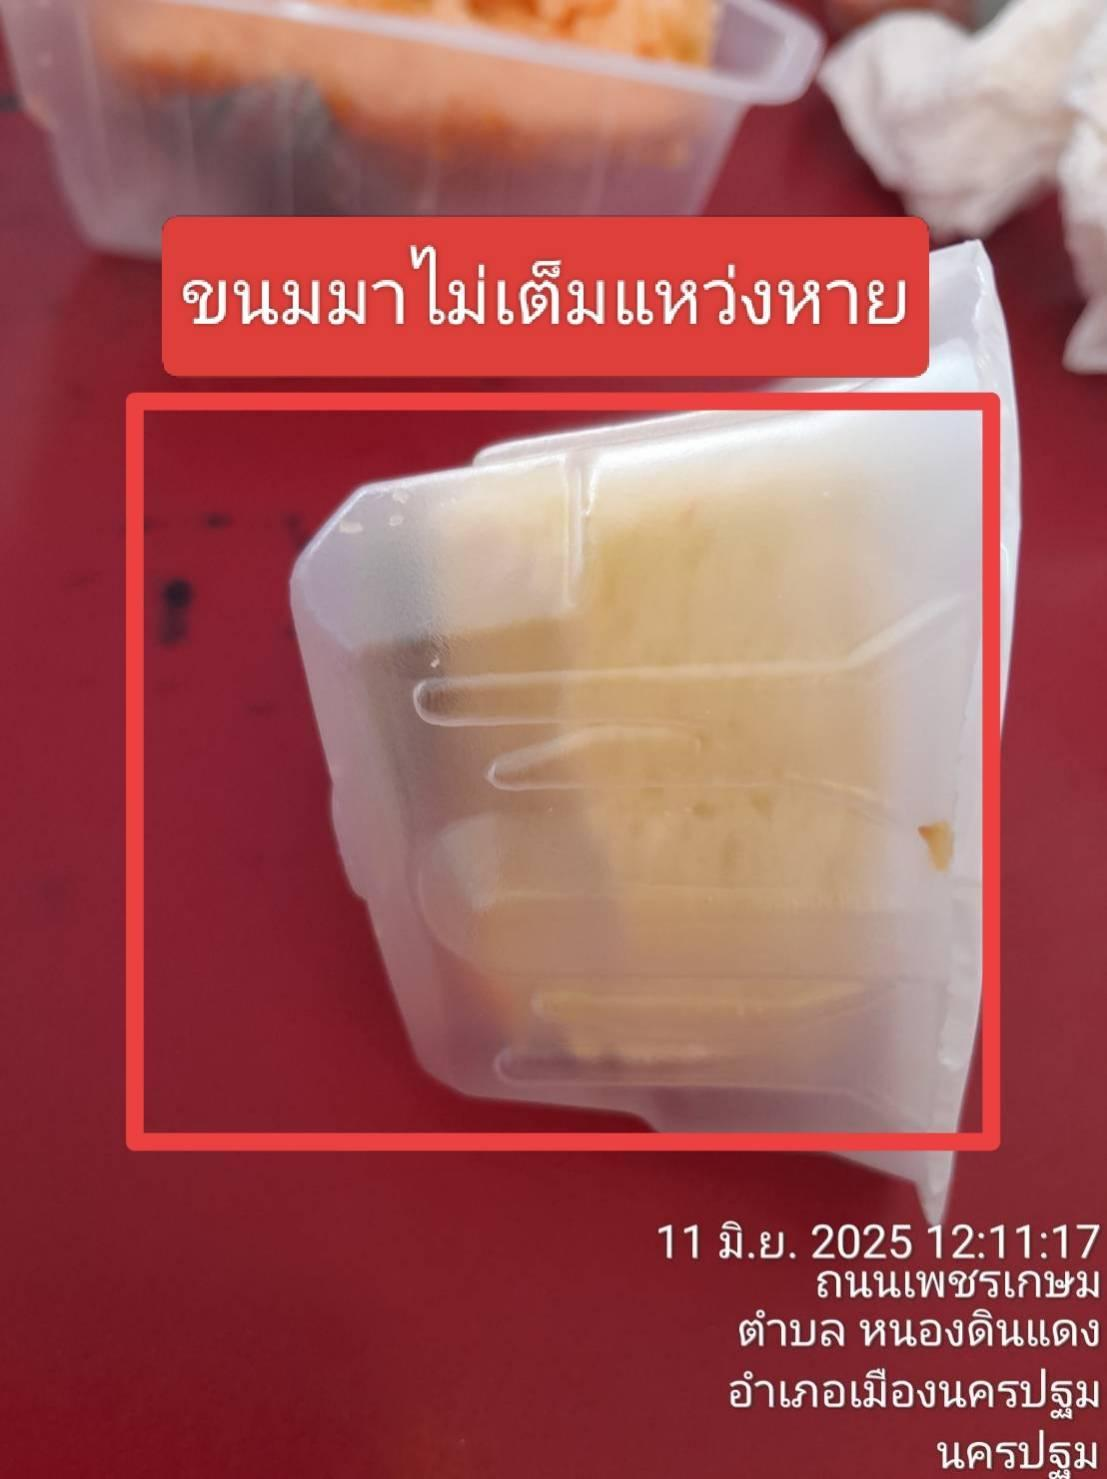 ขนมมาไม่เต็มแหว่งหาย
11 มิ.ย. 2025 12:11:17
ถนนเพชรเกษม
ตำบล หนองดินแดง
อำเภอเมืองนครปฐม
นครปฐม